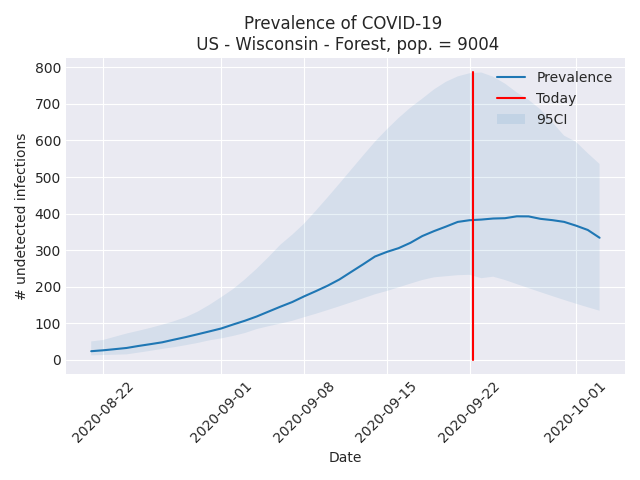 Prevalence of COVID-19
US - Wisconsin - Forest, pop. = 9004
800
700
600
500
400
300
200
100
0
# undetected infections
Prevalence
Today
95CI
2020-08-22
2020-09-01
2020-09-08
2020-09-15
2020-09-22
2020-10-01
Date